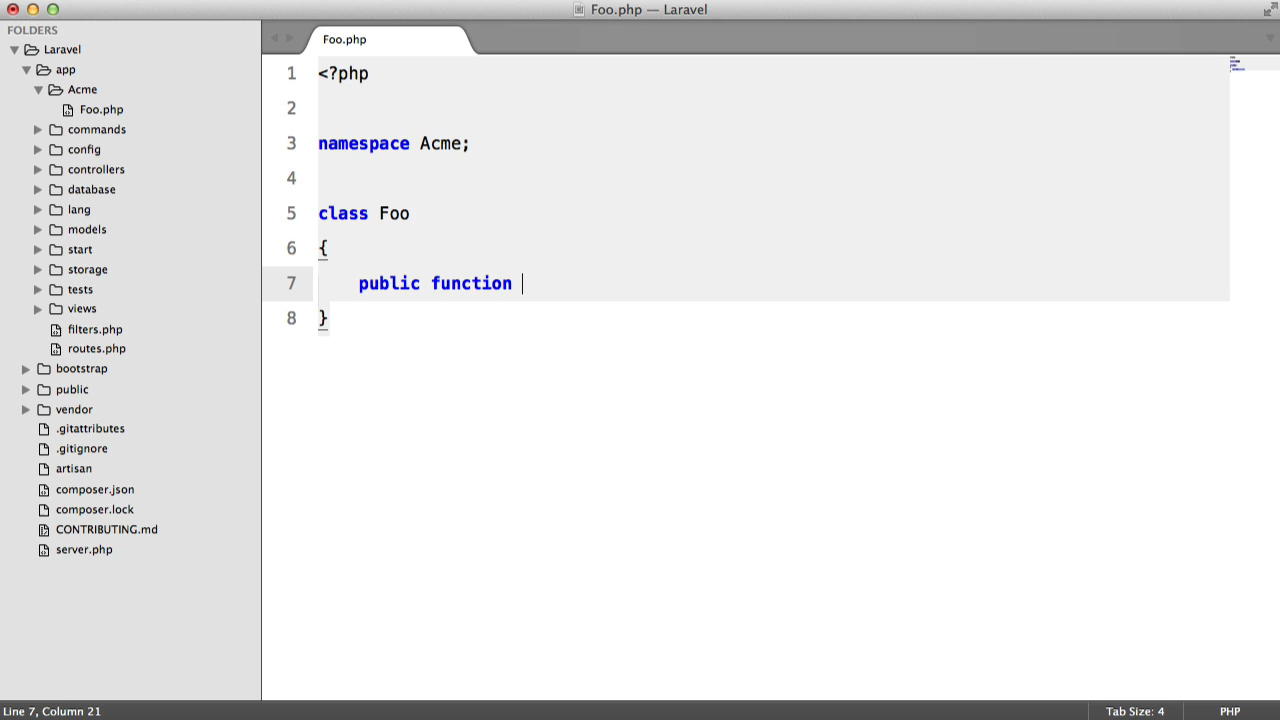 Foo.php — Laravel
FOLDERS
Laravel
app
Acme
Foo.php
commands
config
controllers
database
lang
models
start
storage
tests
views
filters.php
routes.php
bootstrap
public
vendor
.gitattributes
.gitignore
artisan
composer.json
composer.lock
CONTRIBUTING.md
server.php
Foo.php
1 <?php
2
3 namespace Acme;
4
5 class Foo
6 {
7     public function
8 }
Line 7, Column 21
Tab Size: 4
PHP